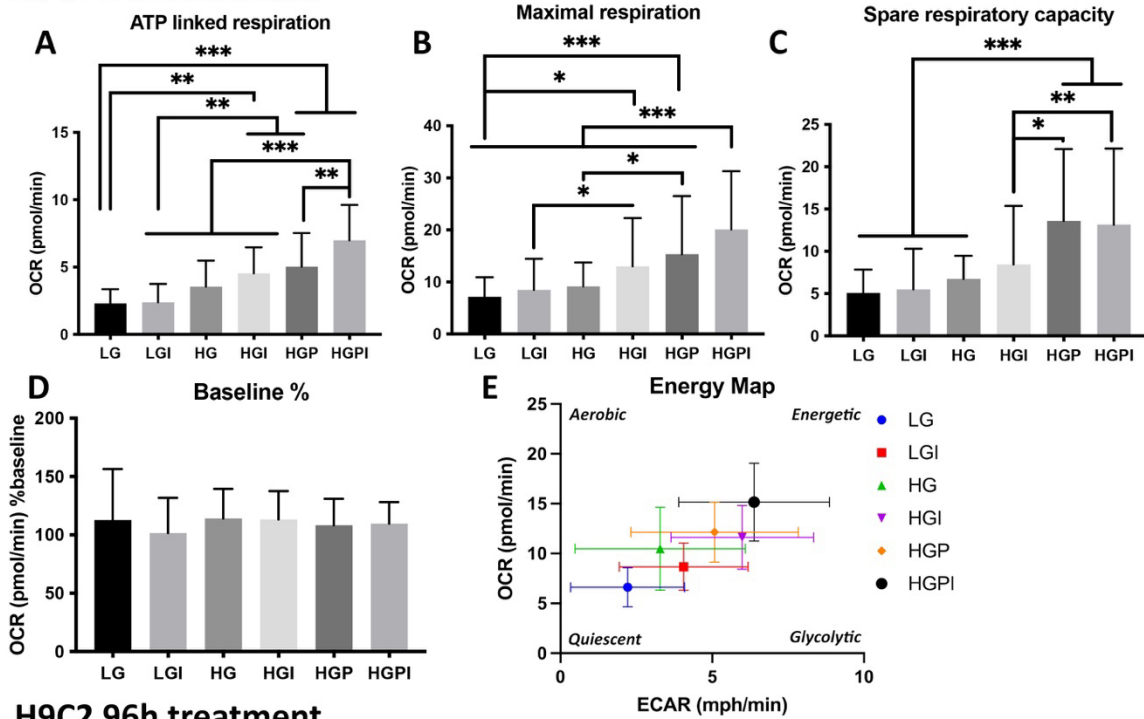 ATP linked respiration
Maximal respiration
Spare respiratory capacity
A
B
C
***
**
**
***
**
15
10
5
0
OCR (pmol/min)
LG LGI HG HGI HGP HGPI
***
*
***
*
*
40
30
20
10
0
OCR (pmol/min)
LG LGI HG HGI HGP HGPI
***
**
*
25
20
15
10
5
0
OCR (pmol/min)
LG LGI HG HGI HGP HGPI
D
Baseline %
200
150
100
50
0
OCR (pmol/min) %baseline
LG LGI HG HGI HGP HGPI
E
Energy Map
25
20
15
10
5
0
OCR (pmol/min)
Aerobic
Energetic
Quiescent
Glycolytic
0 5 10
ECAR (mph/min)
LG
LGI
HG
HGI
HGP
HGPI
H9C2 96h treatment